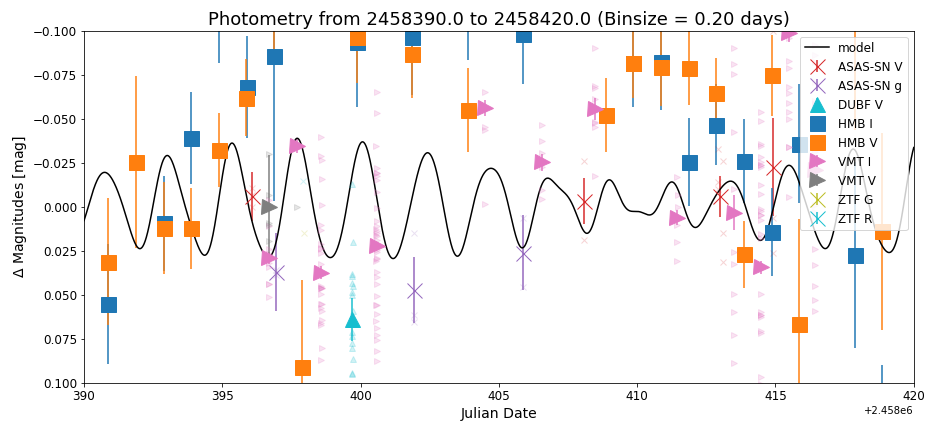 Photometry from 2458390.0 to 2458420.0 (Binsize = 0.20 days)
Δ Magnitudes [mag]
−0.100
−0.075
−0.050
−0.025
0.000
0.025
0.050
0.075
0.100
model
ASAS-SN V
ASAS-SN g
DUBF V
HMB I
HMB V
VMT I
VMT V
ZTF G
ZTF R
390
395
400
405
410
415
420
Julian Date
+2.458e6